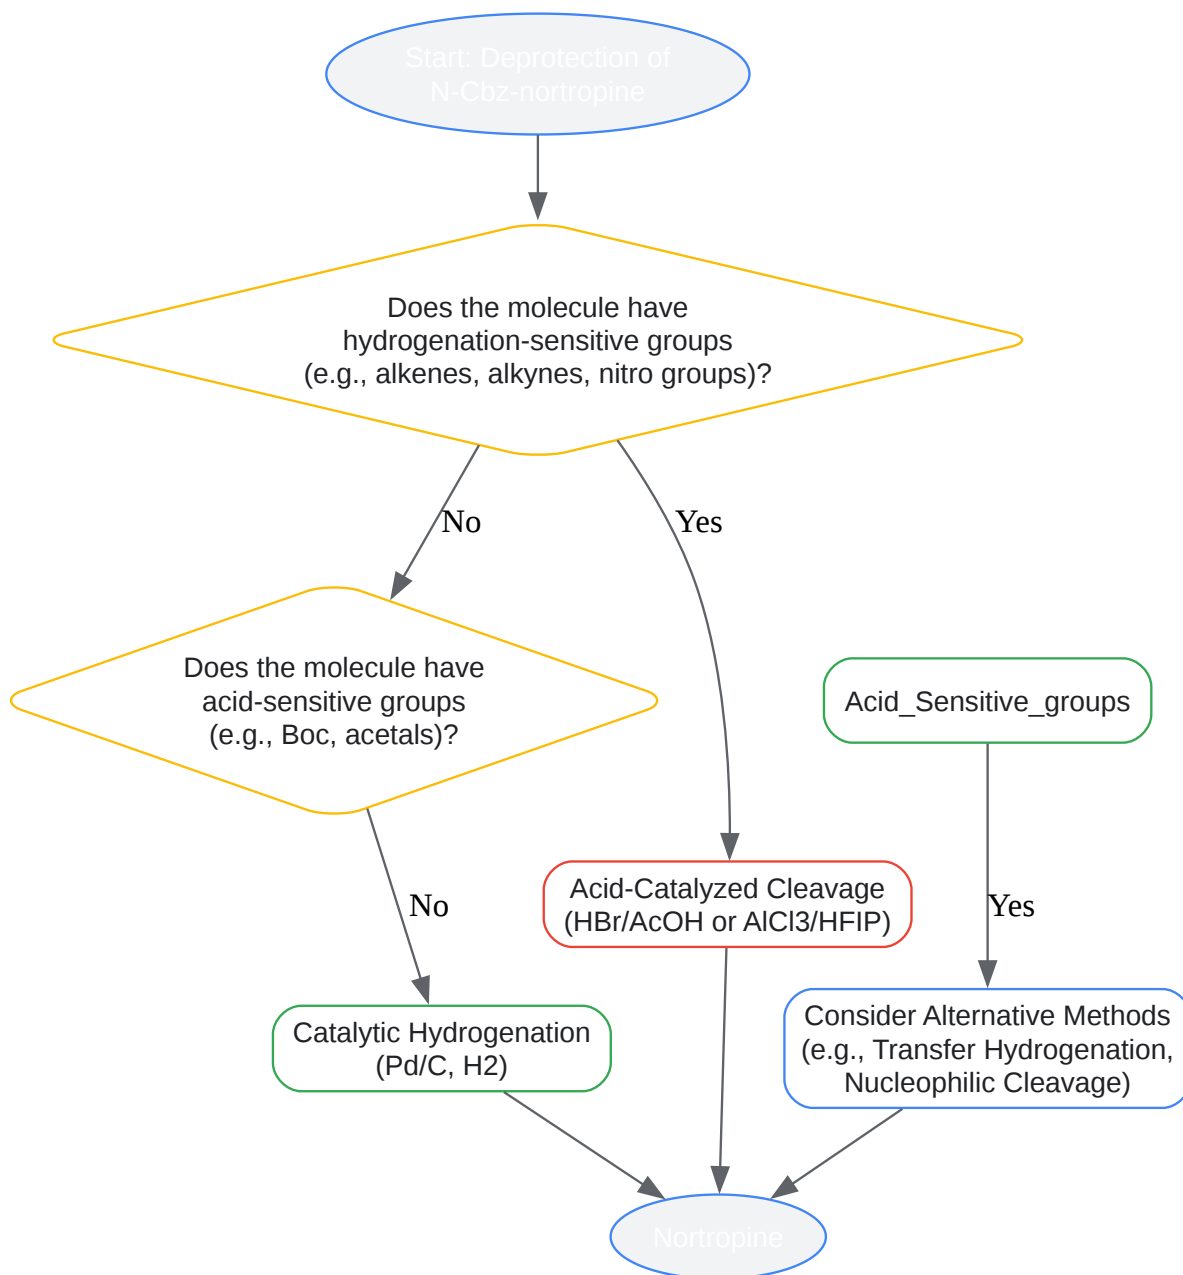 Start: Deprotection of
N-Cbz-nortropine
Does the molecule have
hydrogenation-sensitive groups
(e.g., alkenes, alkynes, nitro groups)?
No
Yes
Does the molecule have
acid-sensitive groups
(e.g., Boc, acetals)?
Acid_Sensitive_groups
No
Acid-Catalyzed Cleavage
(HBr/AcOH or AlCl3/HFIP)
Yes
Catalytic Hydrogenation
(Pd/C, H2)
Consider Alternative Methods
(e.g., Transfer Hydrogenation,
Nucleophilic Cleavage)
Nortropine